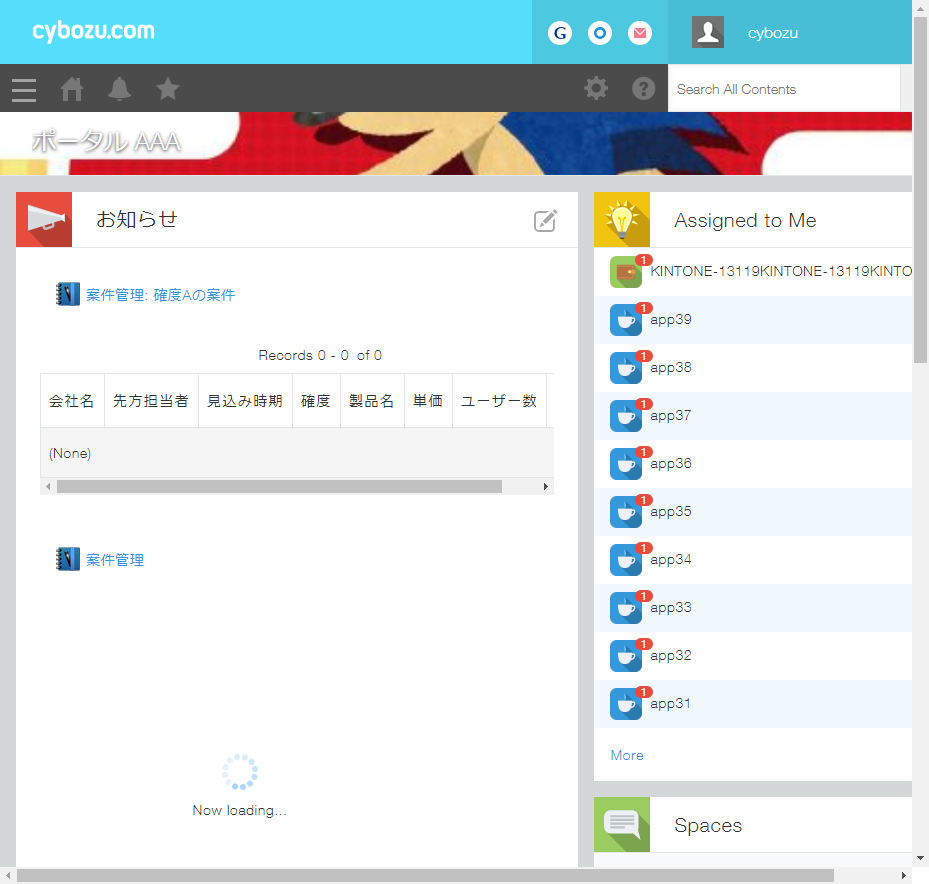 cybozu.com
G
cybozu
?
Search All Contents
ポータル AAA
お知らせ
案件管理: 確度Aの案件
Records 0 - 0 of 0
会社名 先方担当者 見込み時期 確度 製品名 単価 ユーザー数
(None)
案件管理
Now loading...
Assigned to Me
1
KINTONE-13119KINTONE-13119KINTO
1
app39
1
app38
1
app37
1
app36
1
app35
1
app34
1
app33
1
app32
1
app31
More
Spaces